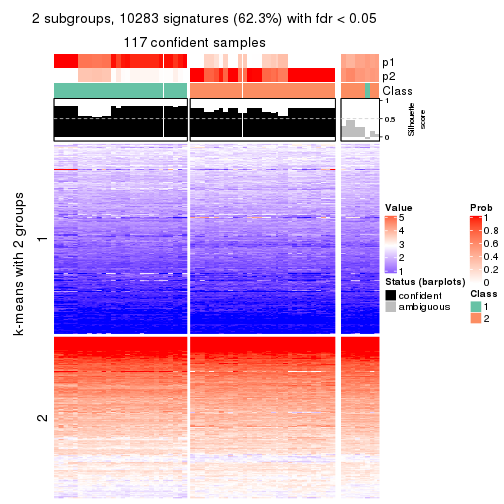 2 subgroups, 10283 signatures (62.3%) with fdr < 0.05
117 confident samples
p1
p2
Class
1
0.5
0
Silhouette
score
k-means with 2 groups
1
2
Value
5
4
3
2
1
Status (barplots)
confident
ambiguous
Prob
1
0.8
0.6
0.4
0.2
0
Class
1
2